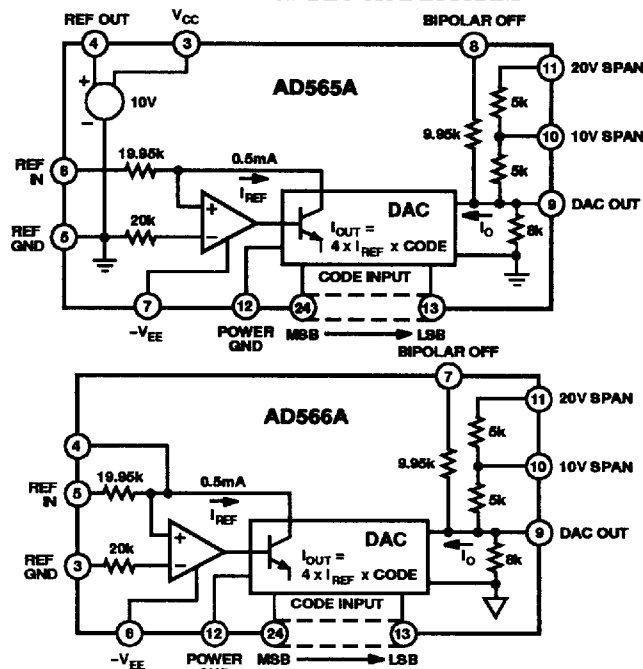 REF OUT
VCC
BIPOLAR OFF
4
3
8
11
20V SPAN
+
10V
−
AD565A
5k
9.95k
10
10V SPAN
REF IN
6
19.95k
0.5mA
5k
IREF
+
DAC
9
DAC OUT
REF GND
5
20k
−
IOUT =
4 x IREF x CODE
IO
8k
CODE INPUT
7
12
24
13
−VEE
POWER GND
MSB
LSB
BIPOLAR OFF
7
AD566A
11
20V SPAN
5k
4
9.95k
10
10V SPAN
REF IN
5
19.95k
0.5mA
5k
IREF
+
DAC
9
DAC OUT
REF GND
3
20k
−
IOUT =
4 x IREF x CODE
IO
8k
CODE INPUT
6
12
24
13
−VEE
POWER
MSB
LSB